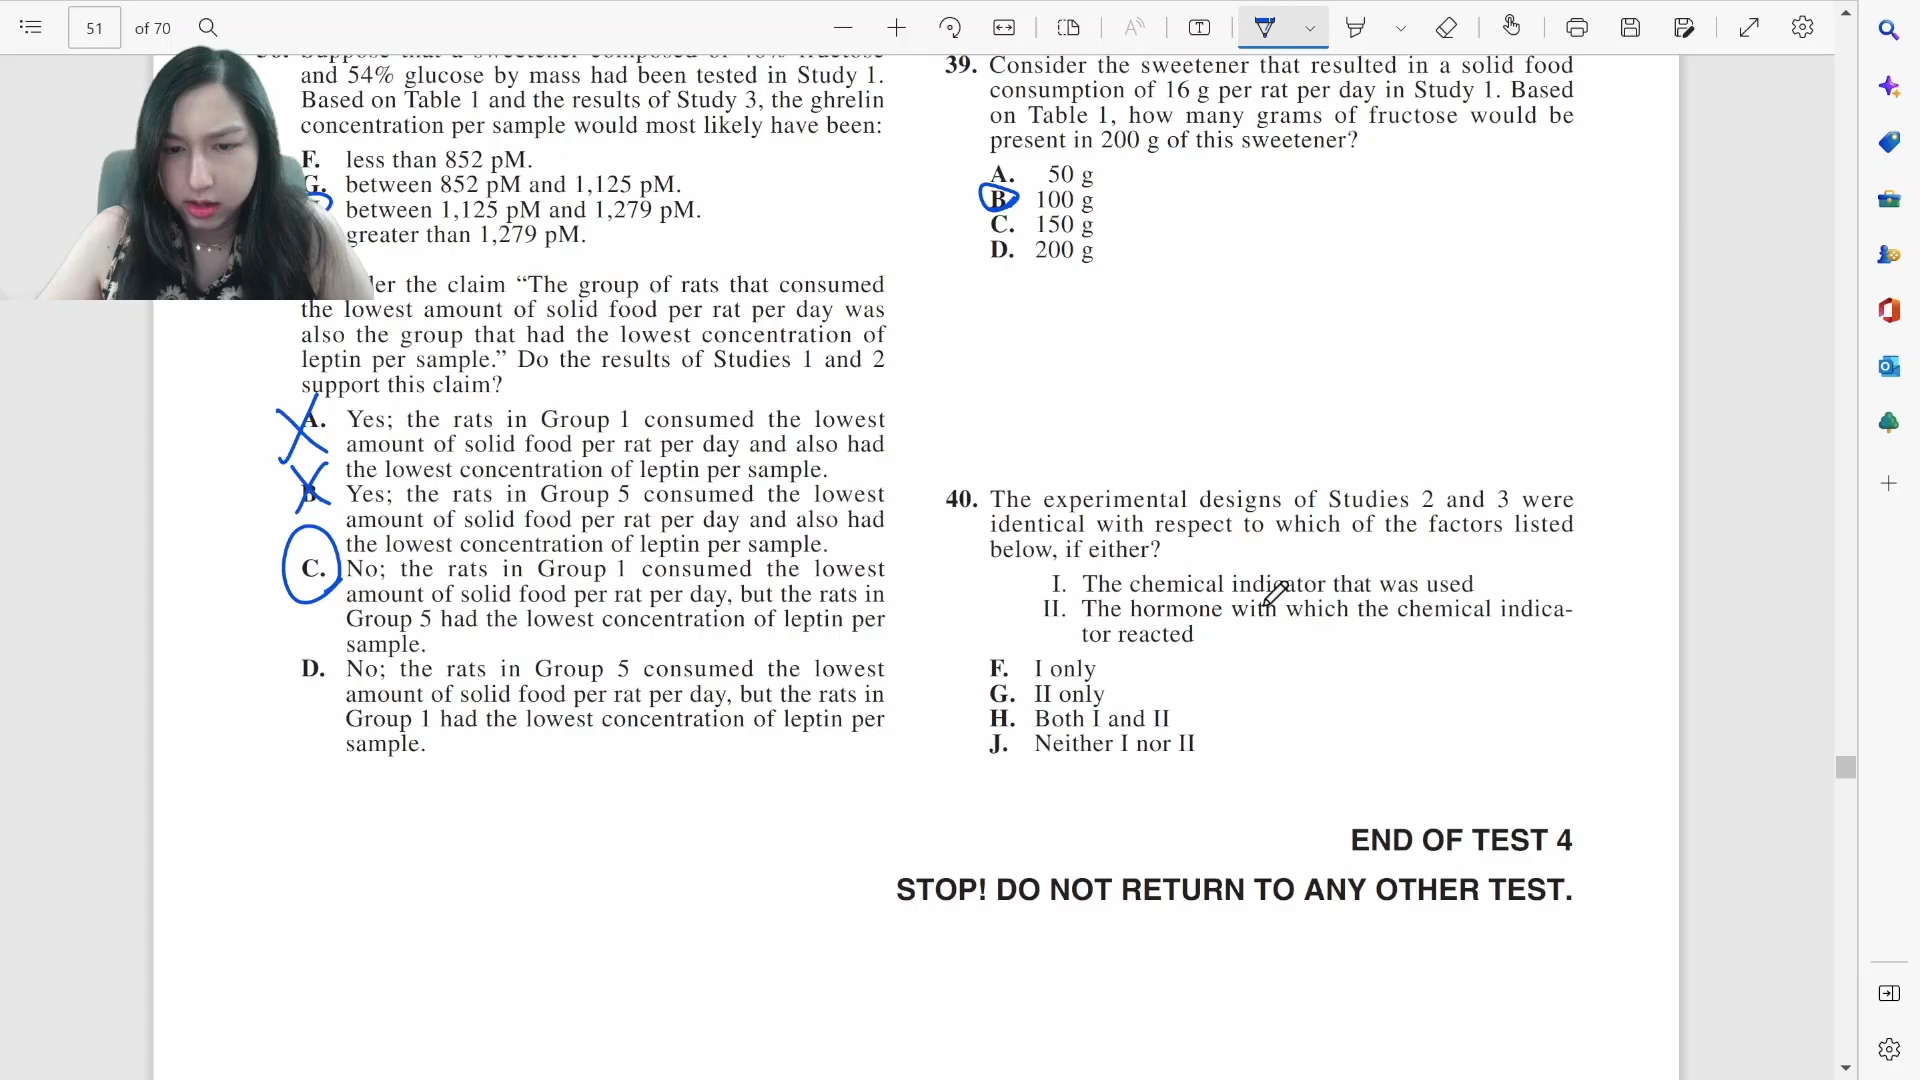 51 of 70
and 54% glucose by mass had been tested in Study 1.
Based on Table 1 and the results of Study 3, the ghrelin
concentration per sample would most likely have been:
F. less than 852 pM.
G. between 852 pM and 1,125 pM.
between 1,125 pM and 1,279 pM.
greater than 1,279 pM.
the claim “The group of rats that consumed
the lowest amount of solid food per rat per day was
also the group that had the lowest concentration of
leptin per sample.” Do the results of Studies 1 and 2
support this claim?
A. Yes; the rats in Group 1 consumed the lowest
amount of solid food per rat per day and also had
the lowest concentration of leptin per sample.
B. Yes; the rats in Group 5 consumed the lowest
amount of solid food per rat per day and also had
the lowest concentration of leptin per sample.
C. No; the rats in Group 1 consumed the lowest
amount of solid food per rat per day, but the rats in
Group 5 had the lowest concentration of leptin per
sample.
D. No; the rats in Group 5 consumed the lowest
amount of solid food per rat per day, but the rats in
Group 1 had the lowest concentration of leptin per
sample.
39. Consider the sweetener that resulted in a solid food
consumption of 16 g per rat per day in Study 1. Based
on Table 1, how many grams of fructose would be
present in 200 g of this sweetener?
A. 50 g
B. 100 g
C. 150 g
D. 200 g
40. The experimental designs of Studies 2 and 3 were
identical with respect to which of the factors listed
below, if either?
I. The chemical indicator that was used
II. The hormone with which the chemical indica-
tor reacted
F. I only
G. II only
H. Both I and II
J. Neither I nor II
END OF TEST 4
STOP! DO NOT RETURN TO ANY OTHER TEST.